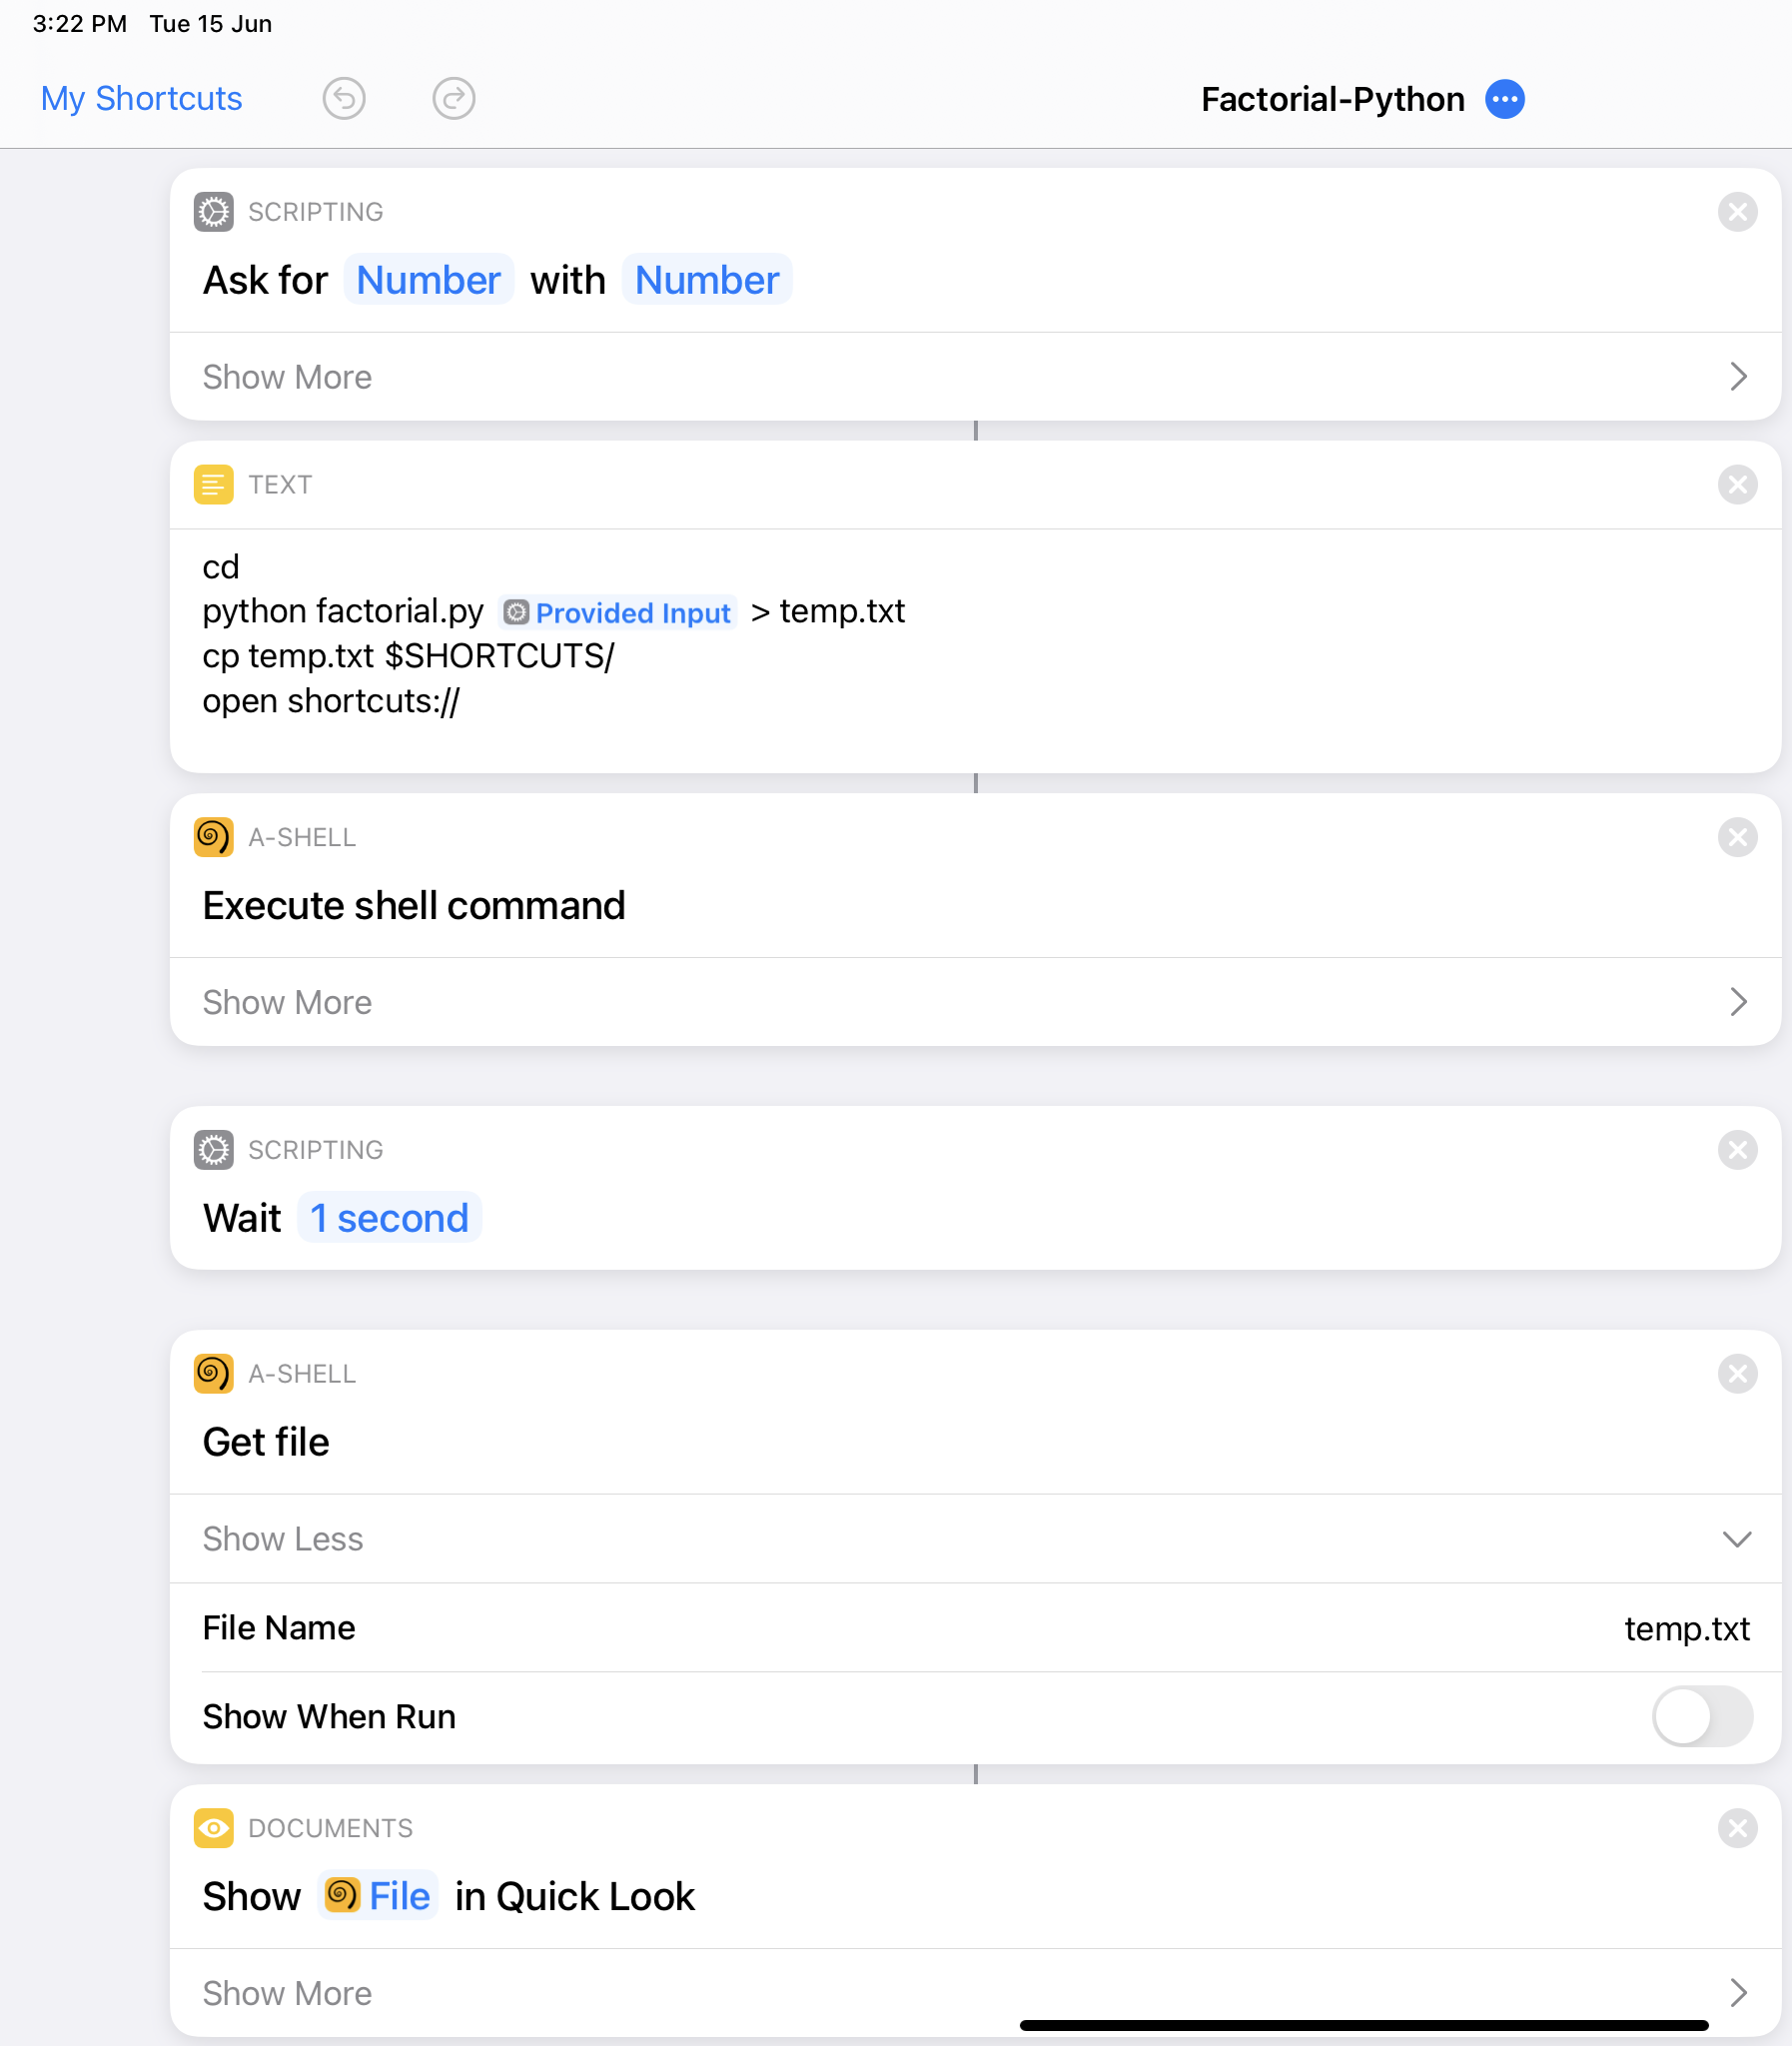 3:22 PM Tue 15 Jun
My Shortcuts Factorial-Python
SCRIPTING
Ask for Number with Number
Show More
TEXT
cd
python factorial.py Provided Input > temp.txt
cp temp.txt $SHORTCUTS/
open shortcuts://
A-SHELL
Execute shell command
Show More
SCRIPTING
Wait 1 second
A-SHELL
Get file
Show Less
File Name temp.txt
Show When Run
DOCUMENTS
Show File in Quick Look
Show More